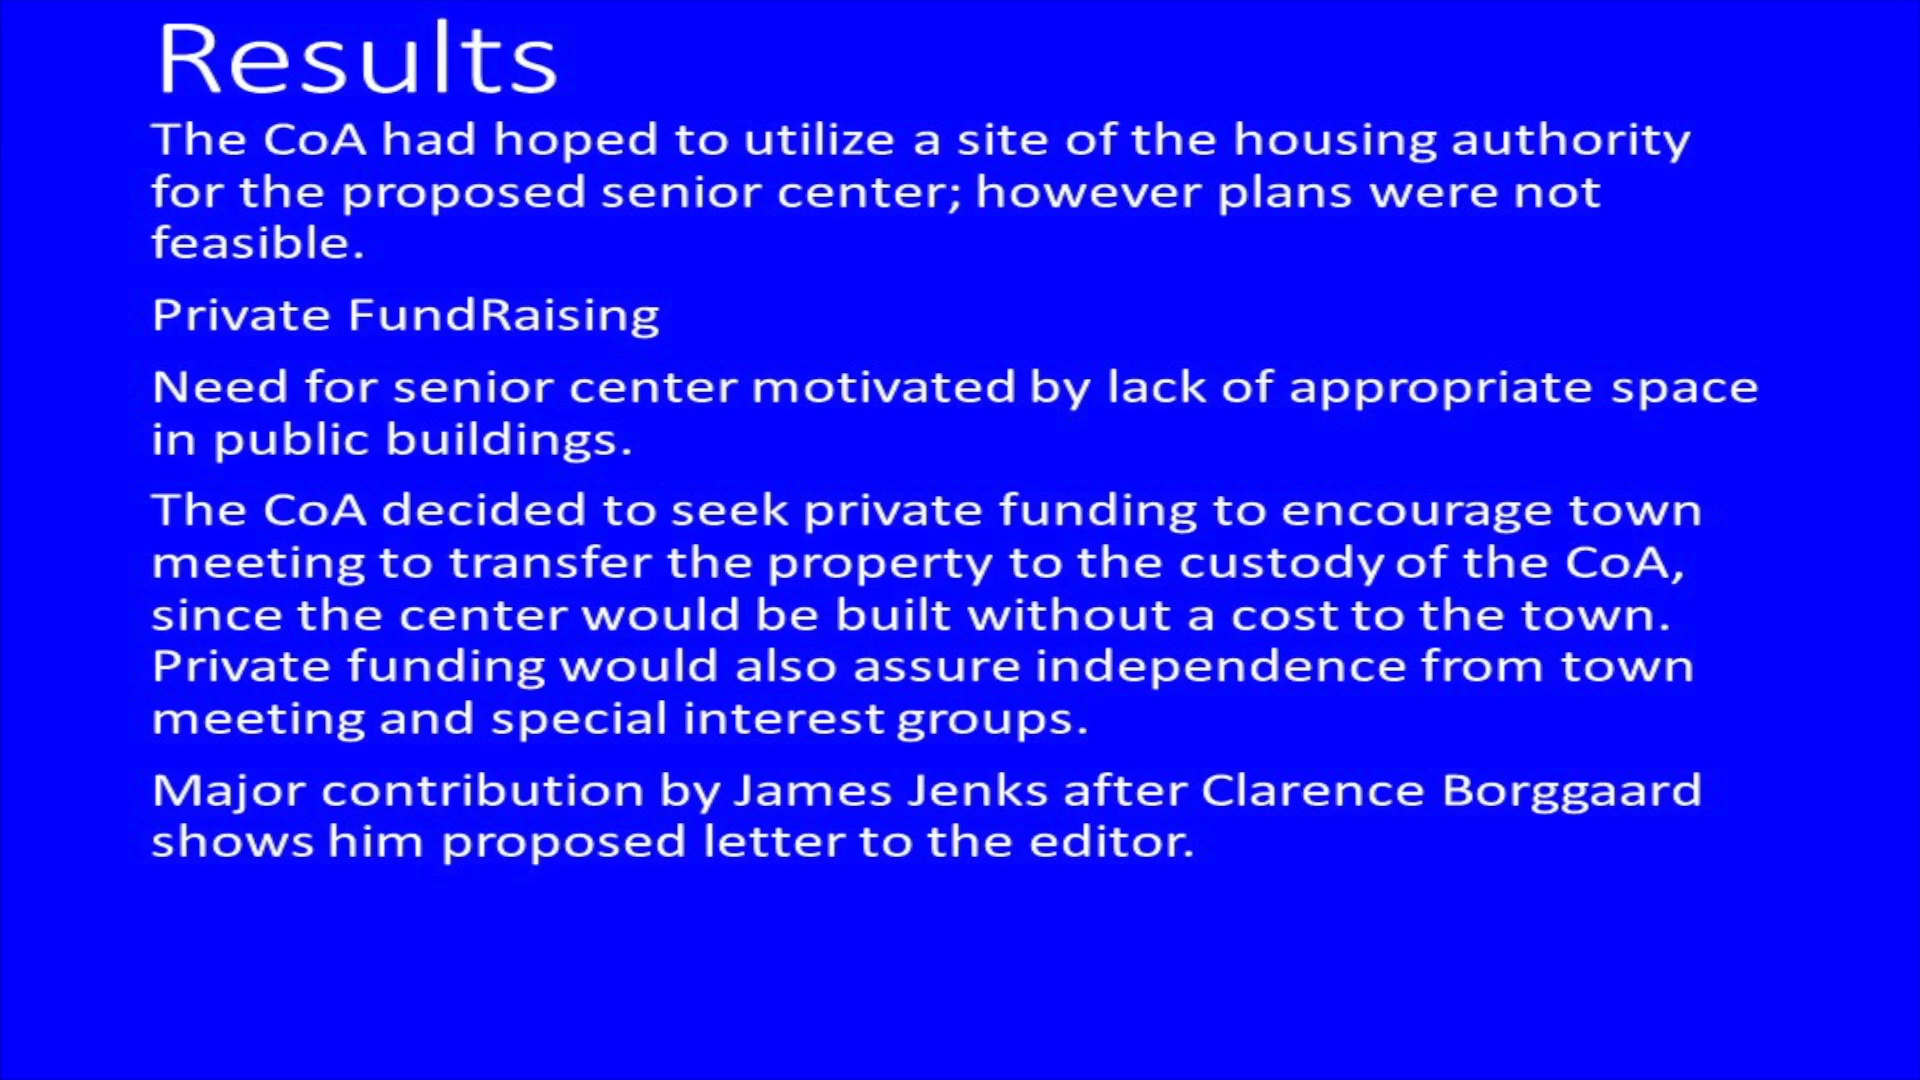 Results
The CoA had hoped to utilize a site of the housing authority
for the proposed senior center; however plans were not
feasible.
Private FundRaising
Need for senior center motivated by lack of appropriate space
in public buildings.
The CoA decided to seek private funding to encourage town
meeting to transfer the property to the custody of the CoA,
since the center would be built without a cost to the town.
Private funding would also assure independence from town
meeting and special interest groups.
Major contribution by James Jenks after Clarence Borggaard
shows him proposed letter to the editor.